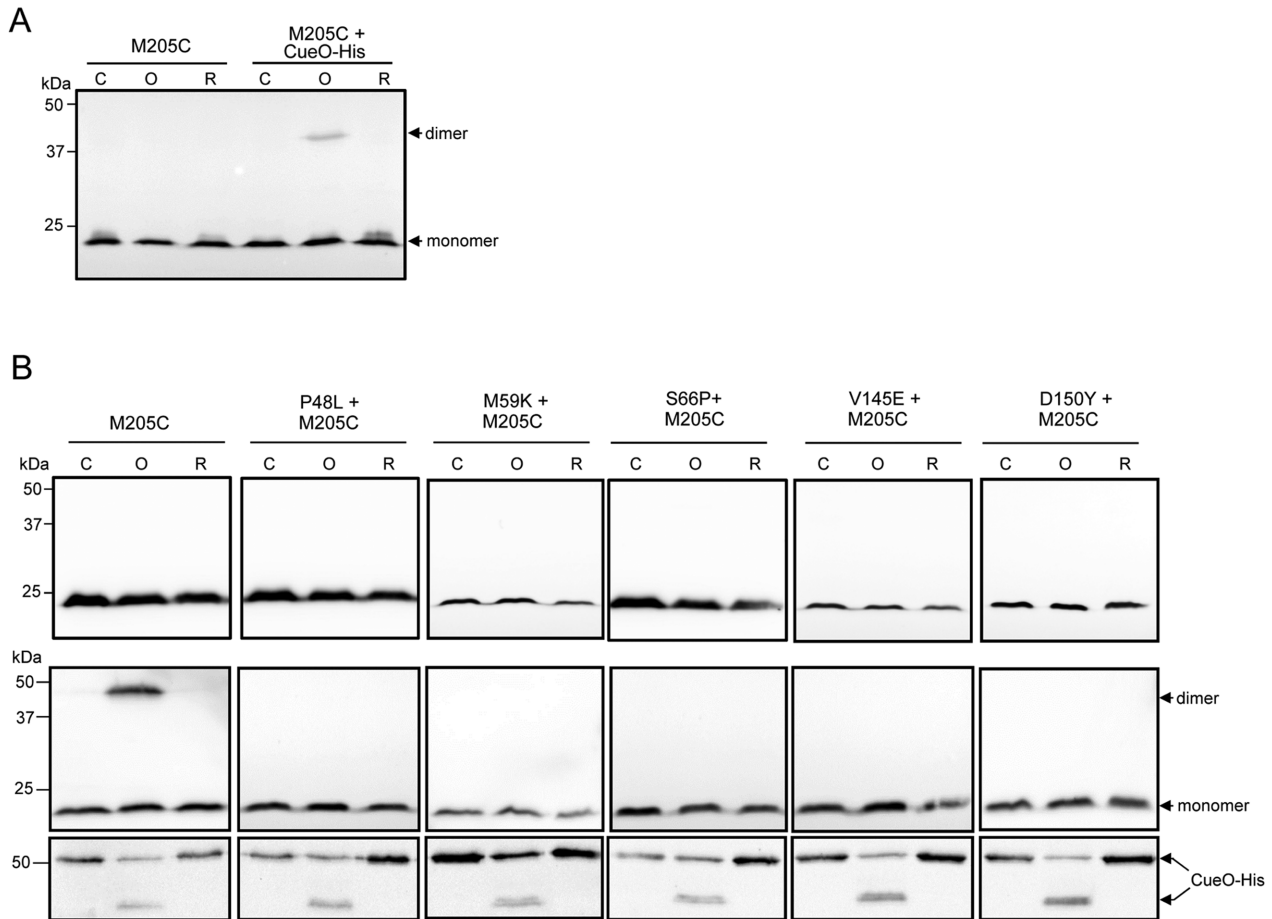 A
M205C
M205C +
CueO-His
kDa
C O R C O R
50
dimer
37
25
monomer
B
M205C
P48L +
M205C
M59K +
M205C
S66P+
M205C
V145E +
M205C
D150Y +
M205C
kDa
C O R C O R C O R C O R C O R C O R
50
37
25
kDa
50
dimer
37
25
monomer
50
CueO-His